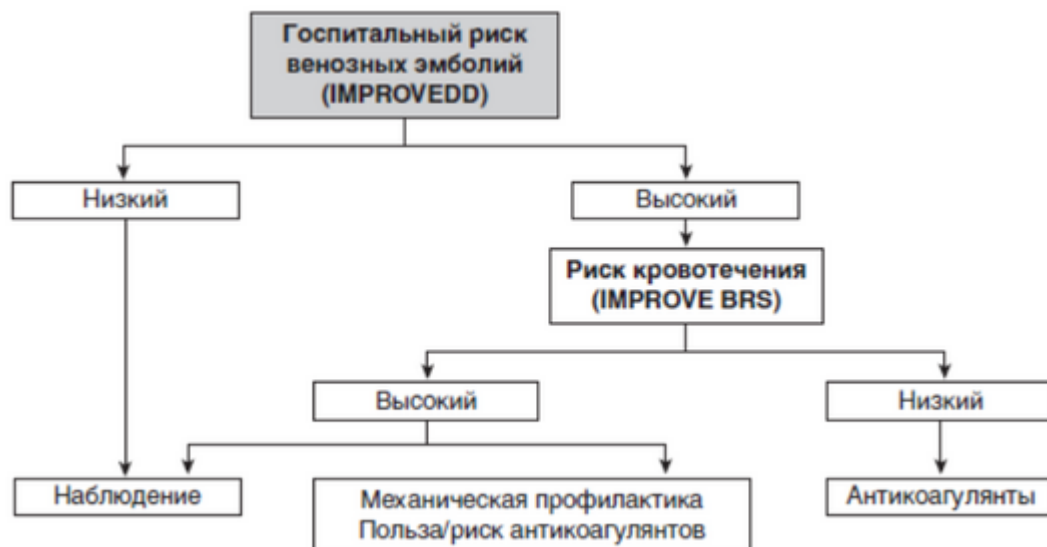 Госпитальный риск
венозных эмболий
(IMPROVEDD)
Низкий
Высокий
Риск кровотечения
(IMPROVE BRS)
Высокий
Низкий
Наблюдение
Механическая профилактика
Польза/риск антикоагулянтов
Антикоагулянты